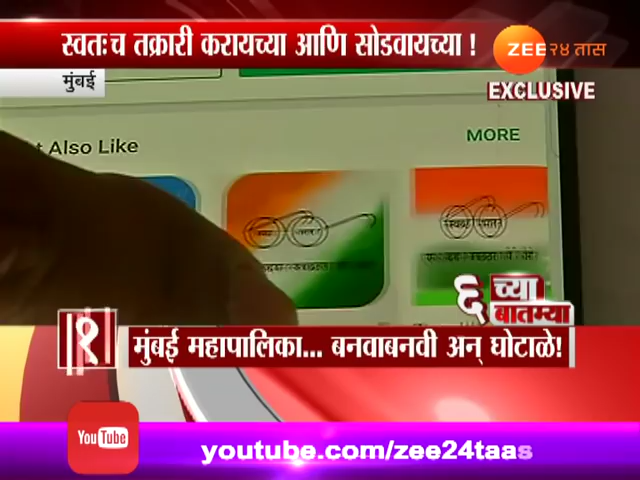 स्वतःच तक्रारी करायच्या आणि सोडवायच्या !
ZEE २४ तास
मुंबई
EXCLUSIVE
t Also Like
MORE
स्वच्छ भारत
६ च्या
बातम्या
१
मुंबई महापालिका... बनवाबनवी अन् घोटाळे!
YouTube
youtube.com/zee24taas